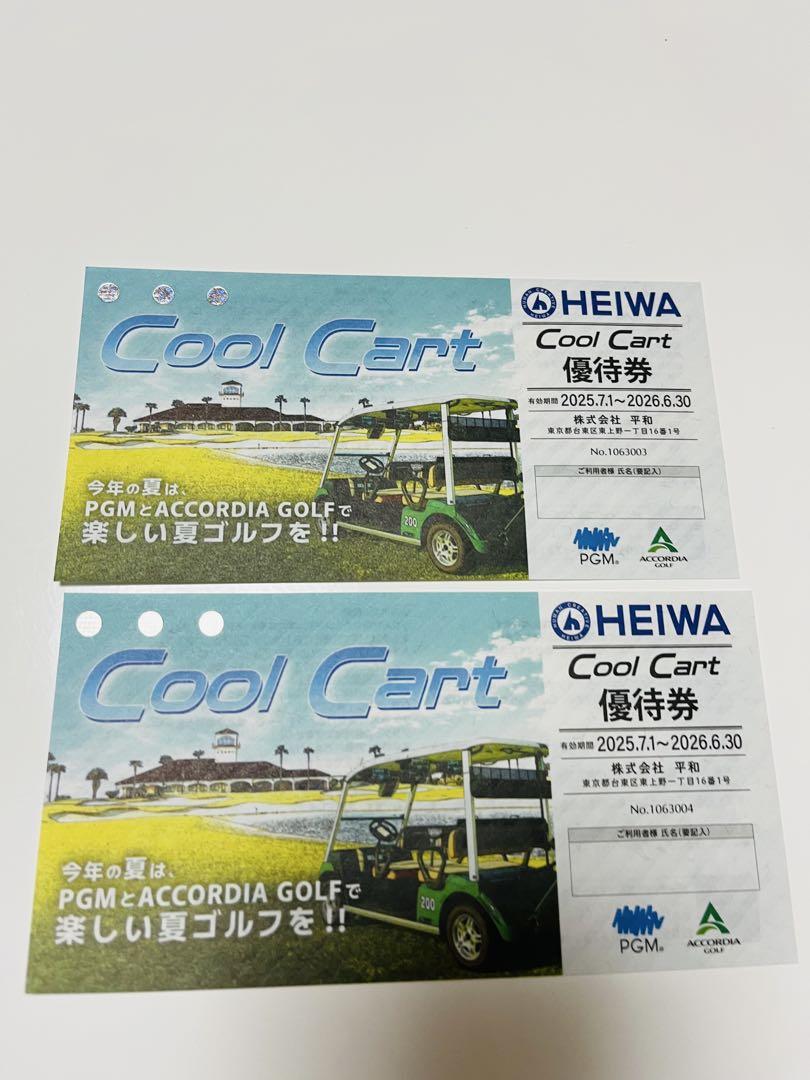 Cool Cart
今年の夏は、
PGMとACCORDIA GOLFで
楽しい夏ゴルフを!!
200
HEIWA
Cool Cart
優待券
有効期間 2025.7.1～2026.6.30
株式会社 平和
東京都台東区東上野一丁目16番1号
No.1063003
ご利用者様 氏名(要記入)
PGM®
ACCORDIA
GOLF
Cool Cart
今年の夏は、
PGMとACCORDIA GOLFで
楽しい夏ゴルフを!!
200
HEIWA
Cool Cart
優待券
有効期間 2025.7.1～2026.6.30
株式会社 平和
東京都台東区東上野一丁目16番1号
No.1063004
ご利用者様 氏名(要記入)
PGM®
ACCORDIA
GOLF